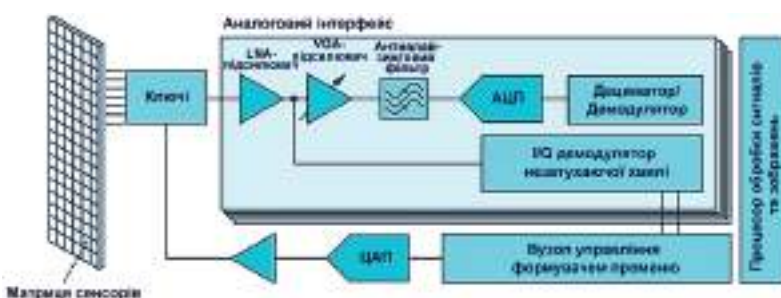 Аналоговий інтерфейс
LNA-
підсилювач
VGA-
підсилювач
Антиалай-
зинговий
фільтр
Ключі
АЦП
Дециматор/
Демодулятор
I/Q демодулятор
незатухаючої хвилі
ЦАП
Вузол управління
формувачем променю
Матриця сенсорів
Процесор обробки сигналів
та зображень